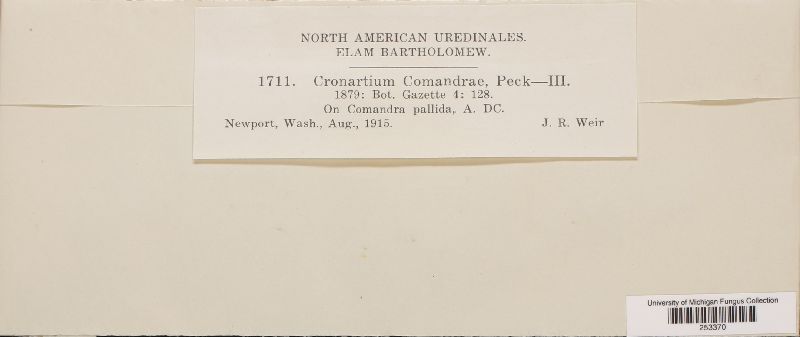 NORTH AMERICAN UREDINALES.
ELAM BARTHOLOMEW.
1711. Cronartium Comandrae, Peck—III.
1879: Bot. Gazette 4: 128.
On Comandra pallida, A. DC.
Newport, Wash., Aug., 1915. J. R. Weir
University of Michigan Fungus Collection
253370